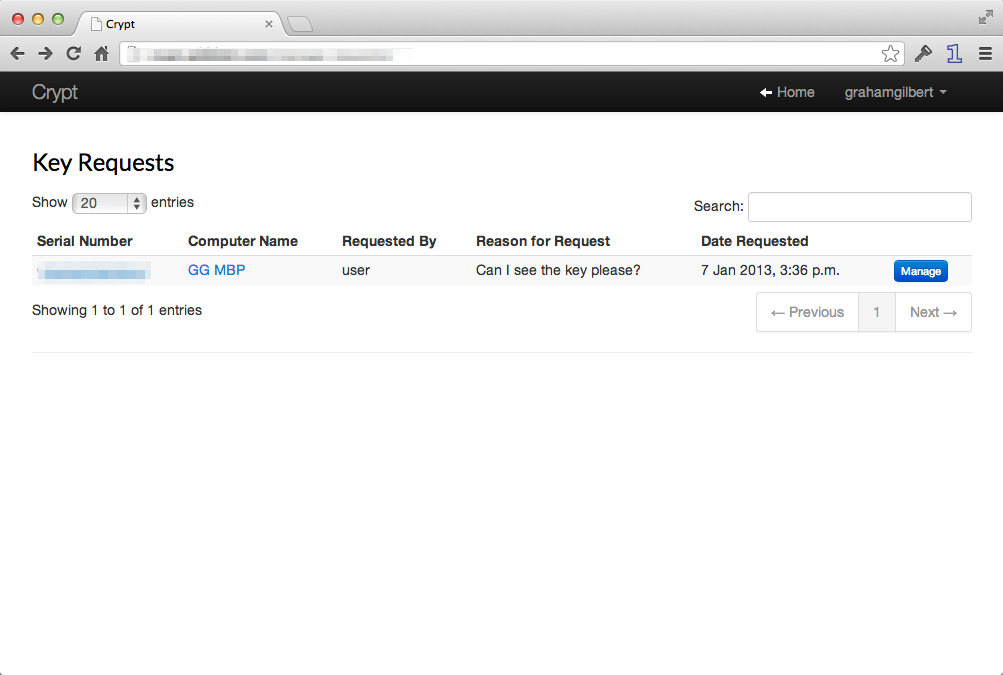 Crypt
Crypt Home grahamgilbert
Key Requests
Show 20 entries Search:
Serial Number Computer Name Requested By Reason for Request Date Requested
GG MBP user Can I see the key please? 7 Jan 2013, 3:36 p.m. Manage
Showing 1 to 1 of 1 entries ← Previous 1 Next →